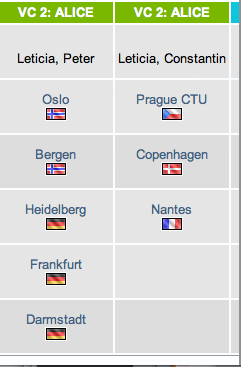 VC 2: ALICE VC 2: ALICE
Leticia, Peter Leticia, Constantin
Oslo Prague CTU
Bergen Copenhagen
Heidelberg Nantes
Frankfurt
Darmstadt